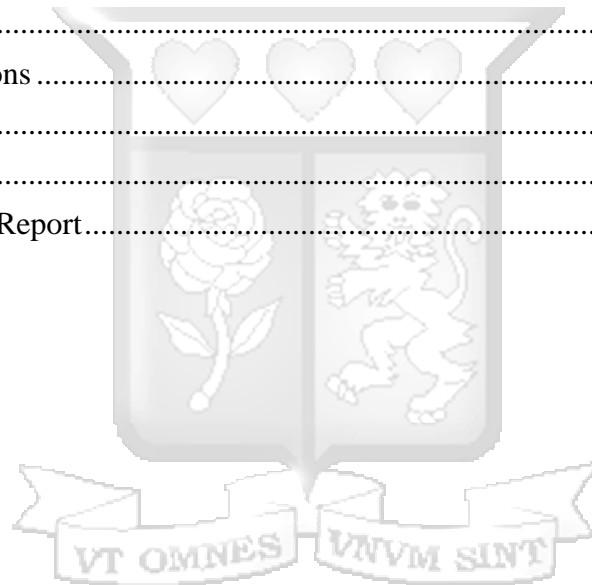 ....................................................................
ons ....................................................................
....................................................................
....................................................................
Report....................................................................
VT OMNES VNVM SINT